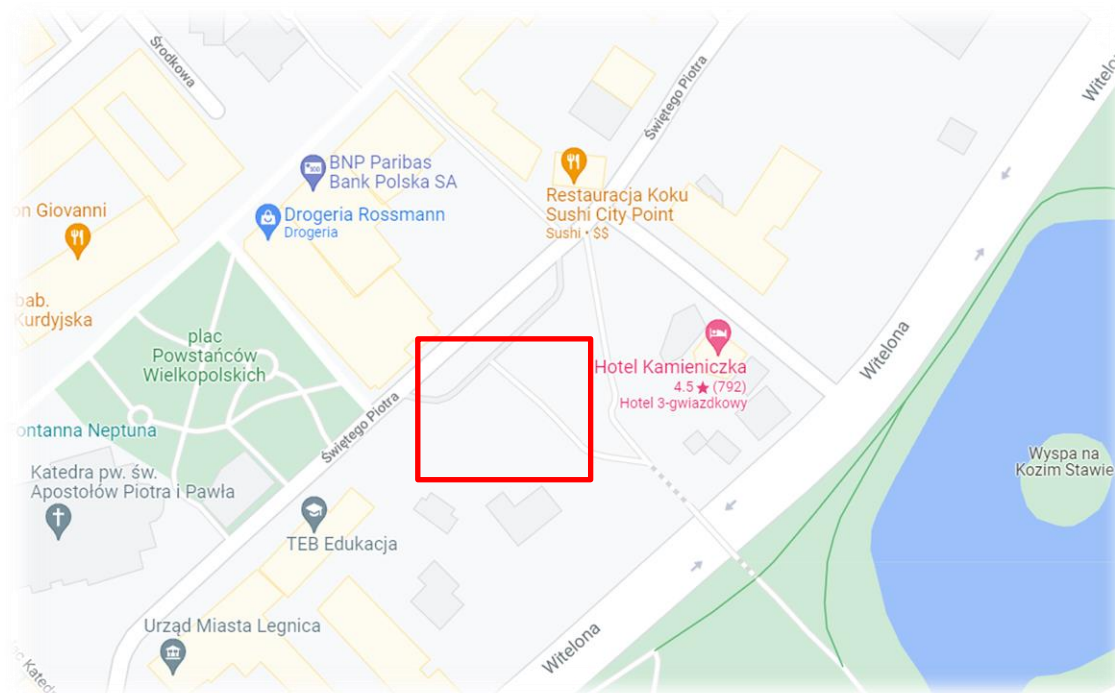 Środkowa
Świętego Piotra
BNP Paribas
Bank Polska SA
Restauracja Koku
Sushi City Point
Sushi • $$
Drogeria Rossmann
Drogeria
Giovanni
Kurdyjska
plac
Powstańców
Wielkopolskich
Hotel Kamieniczka
4.5★ (792)
Hotel 3-gwiazdkowy
Witelona
Świętego Piotra
Neptuna
Katedra pw. św.
Apostołów Piotra i Pawła
Wyspa na
Kozim Stawie
TEB Edukacja
Urząd Miasta Legnica
Witelona